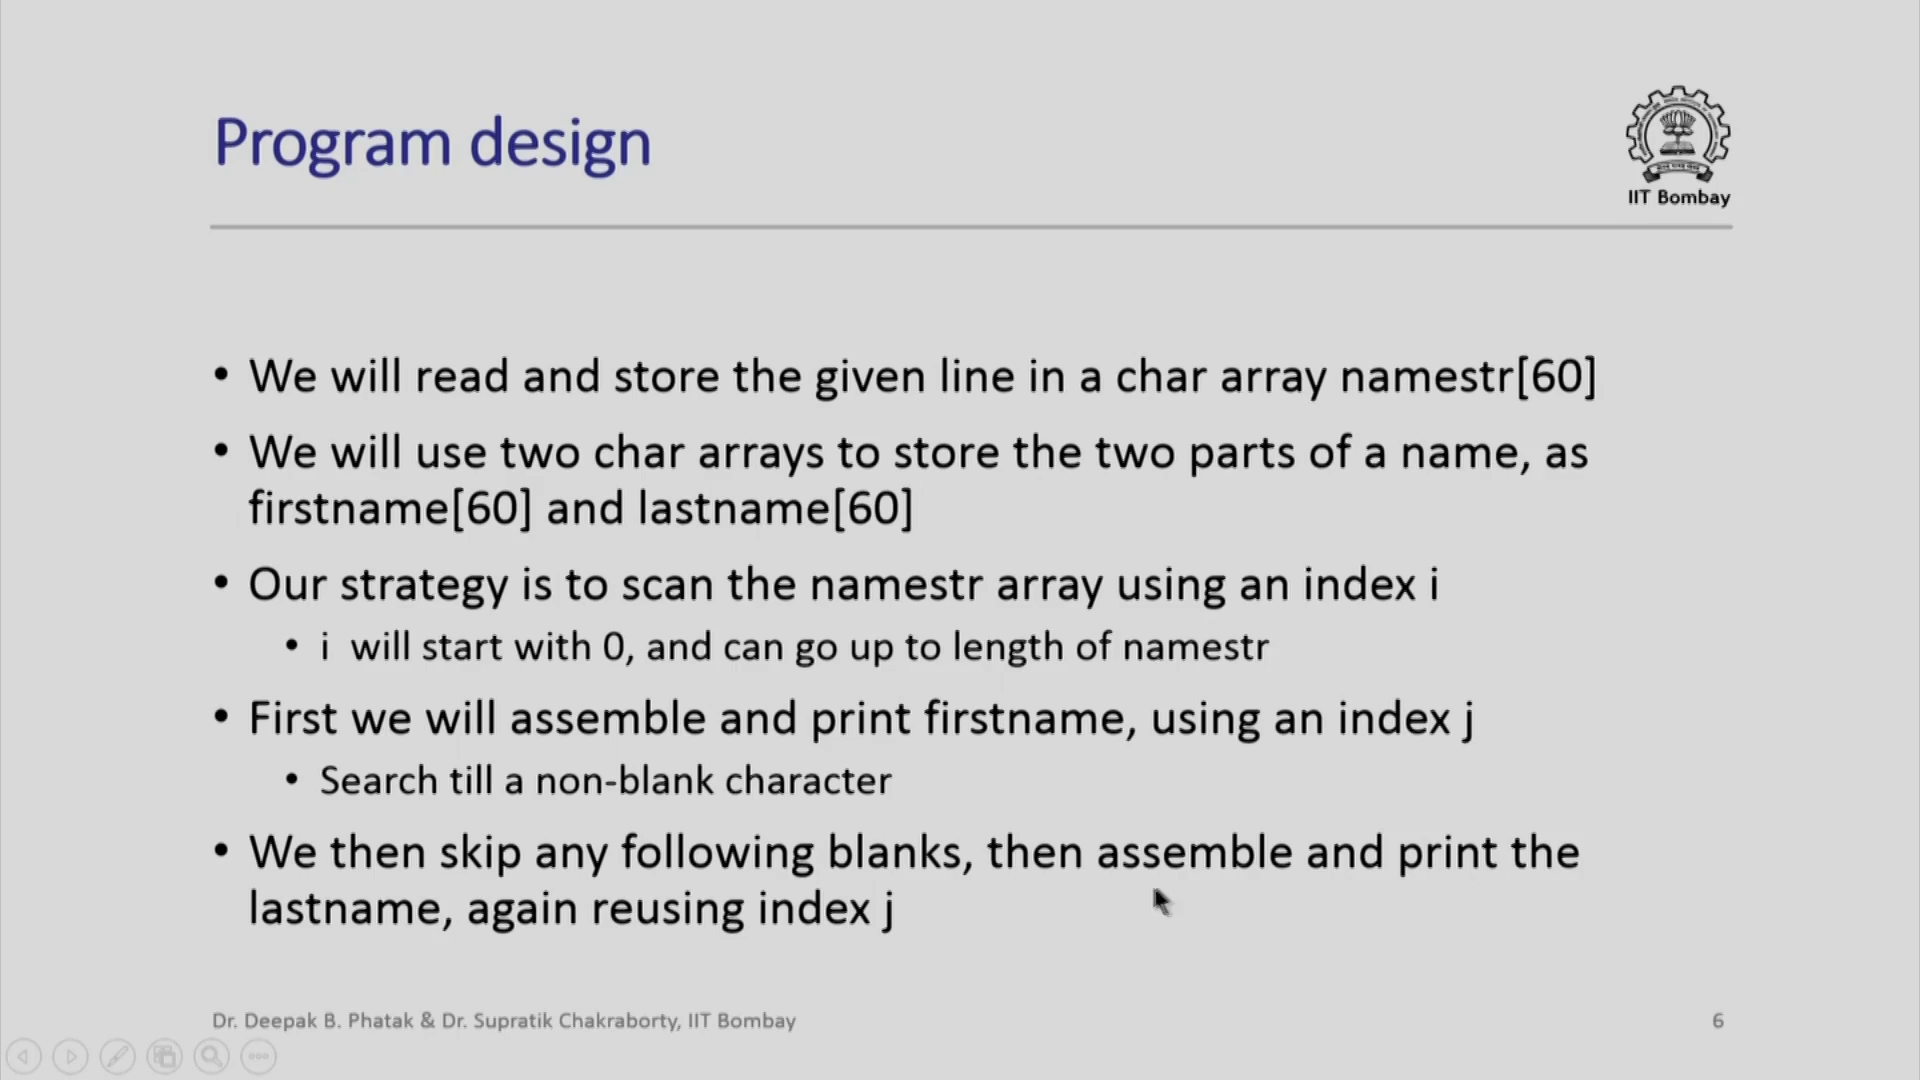 Program design
IIT Bombay
• We will read and store the given line in a char array namestr[60]
• We will use two char arrays to store the two parts of a name, as
firstname[60] and lastname[60]
• Our strategy is to scan the namestr array using an index i
• i will start with 0, and can go up to length of namestr
• First we will assemble and print firstname, using an index j
• Search till a non-blank character
• We then skip any following blanks, then assemble and print the
lastname, again reusing index j
Dr. Deepak B. Phatak & Dr. Supratik Chakraborty, IIT Bombay
6